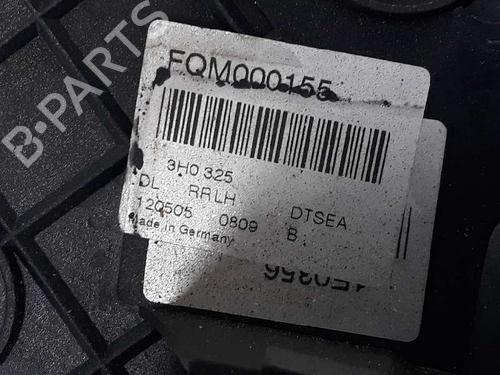 B-PARTS
FQM000155
3H0 325
DL RRLH DTSEA
120505 0809 B
Made in Germany